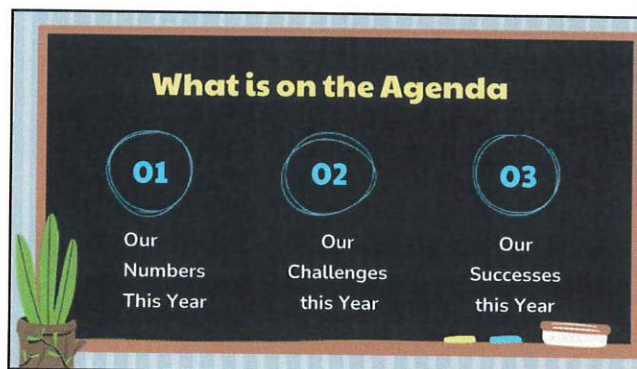 What is on the Agenda
01
Our
Numbers
This Year
02
Our
Challenges
this Year
03
Our
Successes
this Year